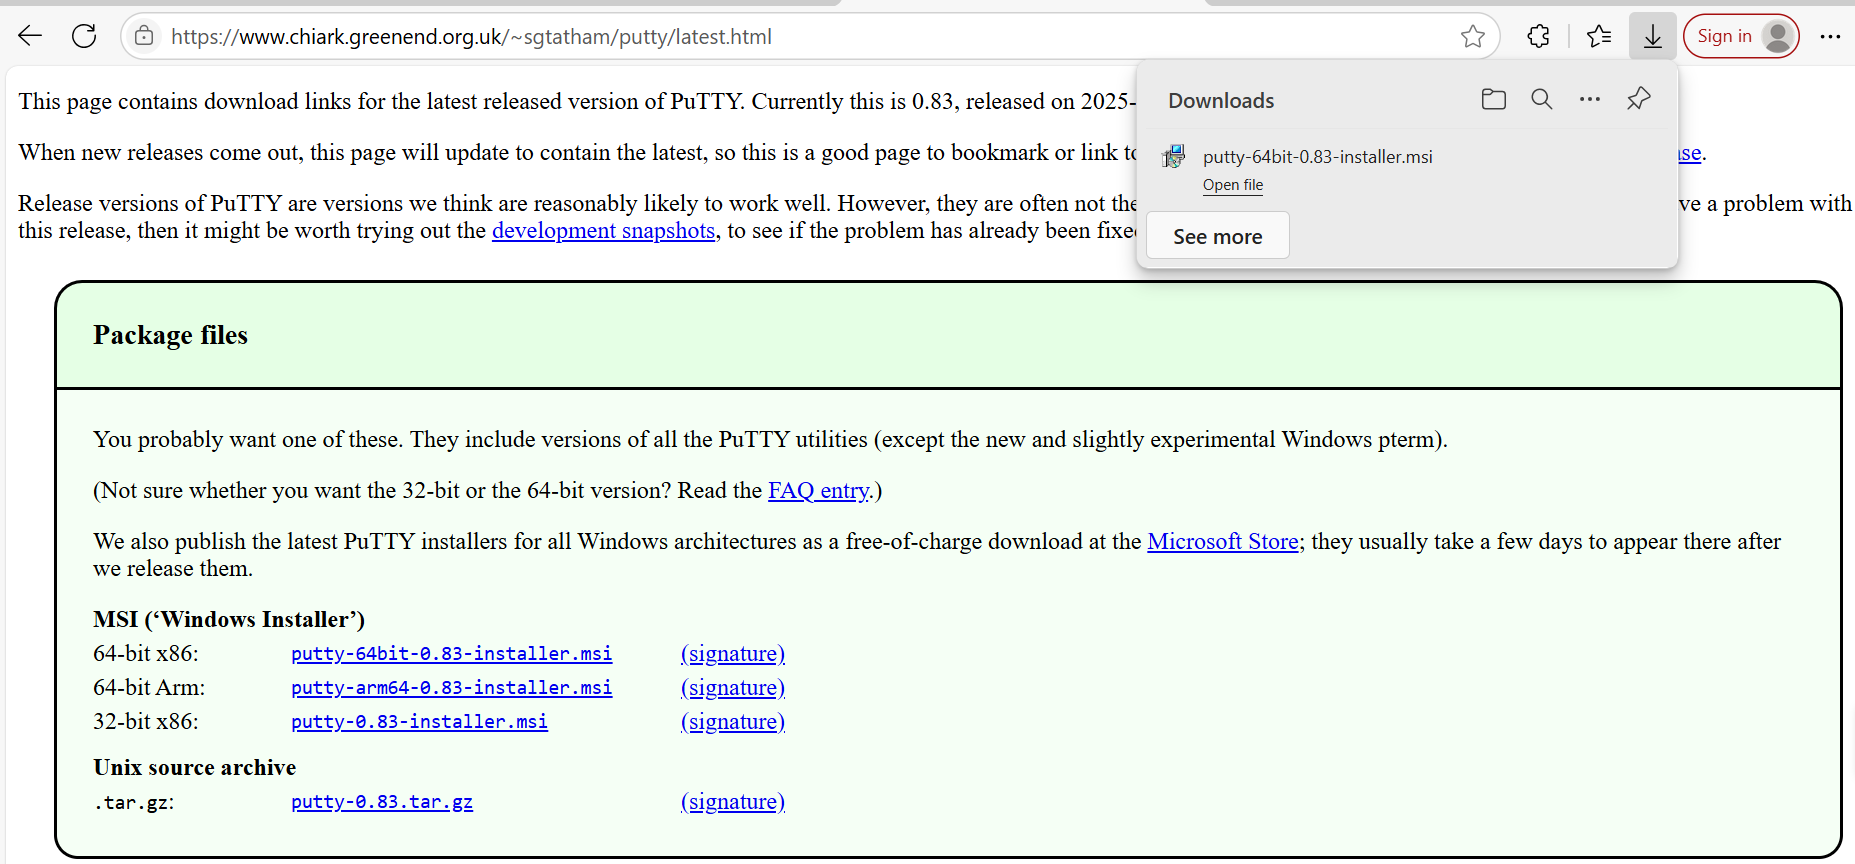 https://www.chiark.greenend.org.uk/~sgtatham/putty/latest.html
Sign in
Downloads
putty-64bit-0.83-installer.msi
Open file
See more
This page contains download links for the latest released version of PuTTY. Currently this is 0.83, released on 2025-
When new releases come out, this page will update to contain the latest, so this is a good page to bookmark or link
Release versions of PuTTY are versions we think are reasonably likely to work well. However, they are often not the
a problem with
this release, then it might be worth trying out the development snapshots, to see if the problem has already been
Package files
You probably want one of these. They include versions of all the PuTTY utilities (except the new and slightly experimental Windows pterm).
(Not sure whether you want the 32-bit or the 64-bit version? Read the FAQ entry.)
We also publish the latest PuTTY installers for all Windows architectures as a free-of-charge download at the Microsoft Store; they usually take a few days to appear there after
we release them.
MSI (‘Windows Installer’)
64-bit x86: putty-64bit-0.83-installer.msi (signature)
64-bit Arm: putty-arm64-0.83-installer.msi (signature)
32-bit x86: putty-0.83-installer.msi (signature)
Unix source archive
.tar.gz: putty-0.83.tar.gz (signature)